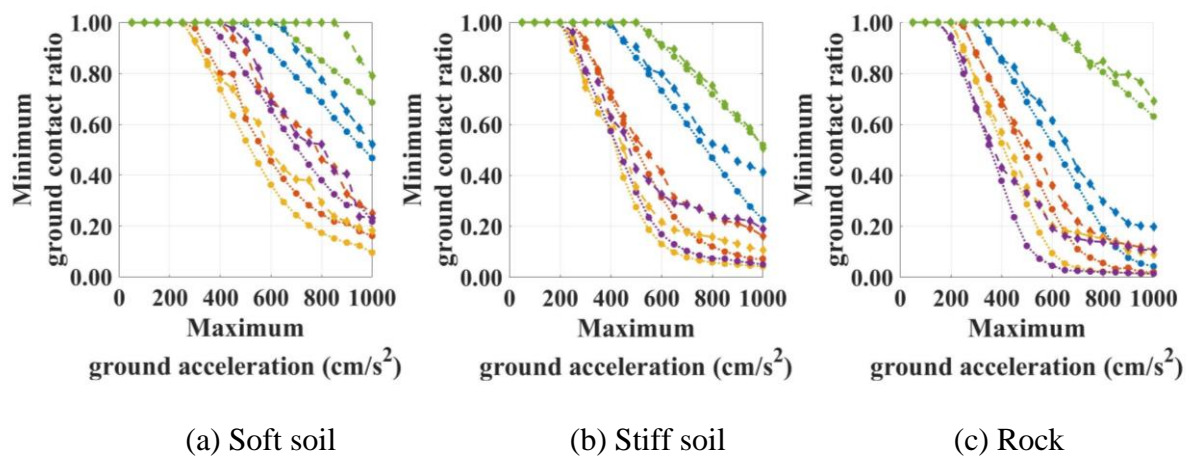 Minimum
ground contact ratio
1.00
0.80
0.60
0.40
0.20
0.00
0 200 400 600 800 1000
Maximum
ground acceleration (cm/s²)
(a) Soft soil
Minimum
ground contact ratio
1.00
0.80
0.60
0.40
0.20
0.00
0 200 400 600 800 1000
Maximum
ground acceleration (cm/s²)
(b) Stiff soil
Minimum
ground contact ratio
1.00
0.80
0.60
0.40
0.20
0.00
0 200 400 600 800 1000
Maximum
ground acceleration (cm/s²)
(c) Rock